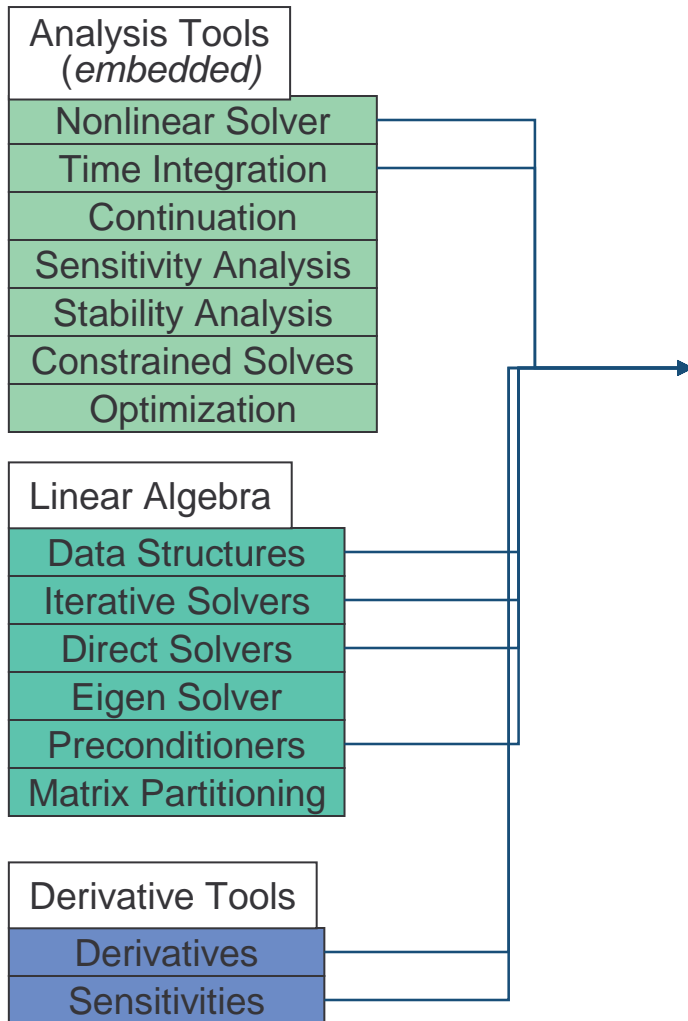 Analysis Tools
(embedded)
Nonlinear Solver
Time Integration
Continuation
Sensitivity Analysis
Stability Analysis
Constrained Solves
Optimization
Linear Algebra
Data Structures
Iterative Solvers
Direct Solvers
Eigen Solver
Preconditioners
Matrix Partitioning
Derivative Tools
Derivatives
Sensitivities